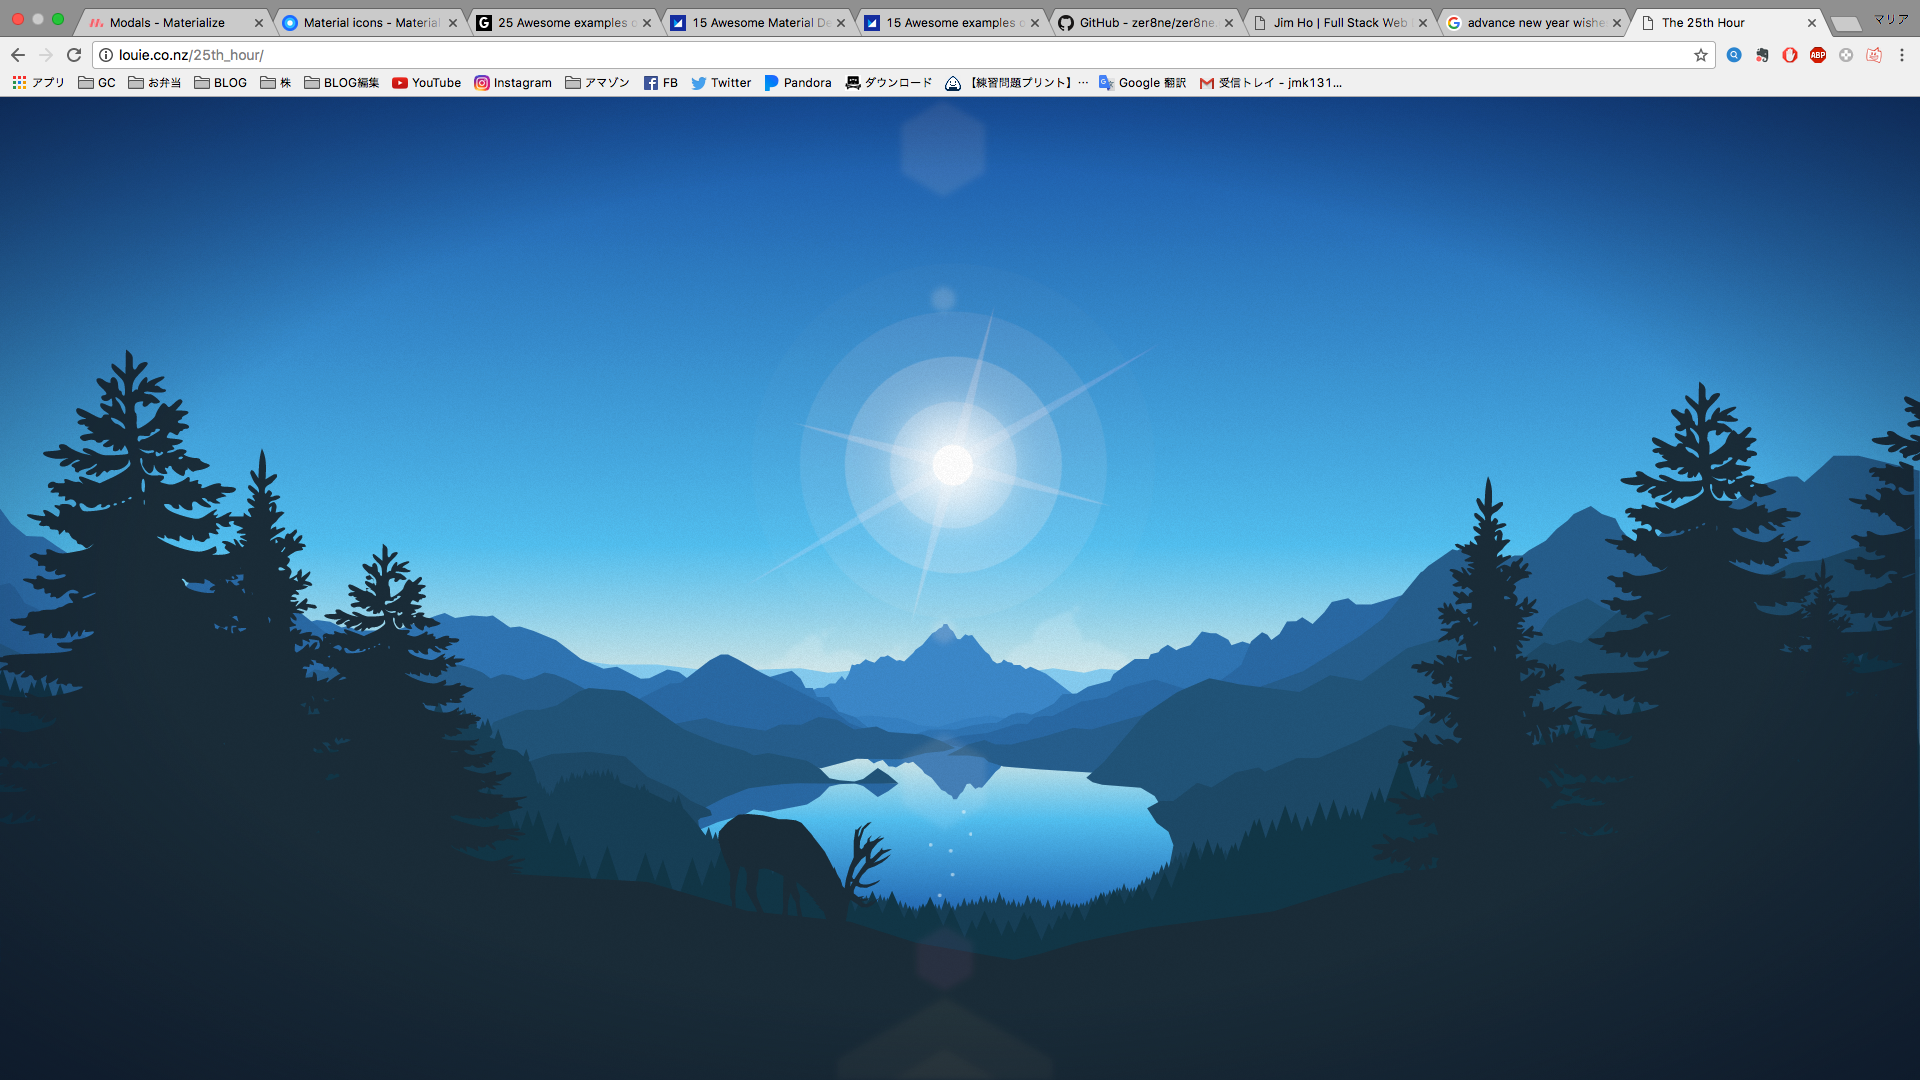 Modals - Materialize
Material icons - Material
25 Awesome examples o
15 Awesome Material De
15 Awesome examples o
GitHub - zer8ne/zer8ne.
Jim Ho | Full Stack Web
advance new year wishe
The 25th Hour
マリア
louie.co.nz/25th_hour/
ABP
アプリ
GC
お弁当
BLOG
株
BLOG編集
YouTube
Instagram
アマゾン
FB
Twitter
Pandora
ダウンロード
【練習問題プリント】…
Google 翻訳
受信トレイ - jmk131...